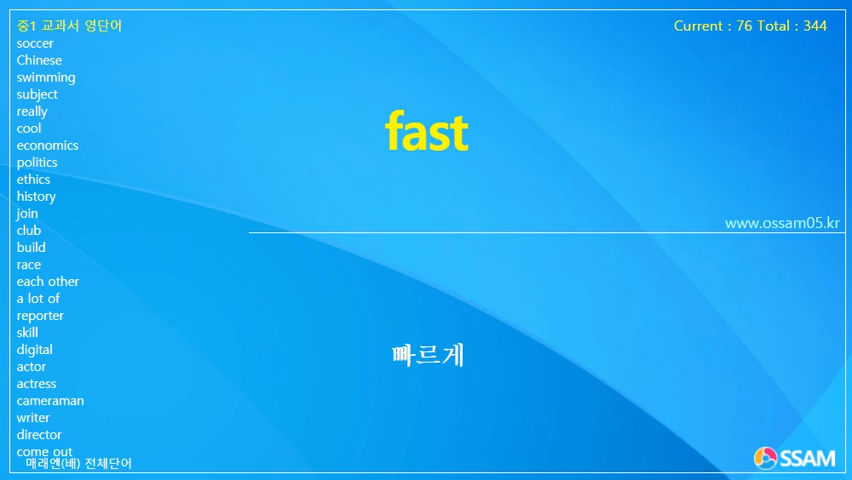 중1 교과서 영단어
Current : 76 Total : 344
soccer
Chinese
swimming
subject
really
cool
economics
politics
ethics
history
join
club
build
race
each other
a lot of
reporter
skill
digital
actor
actress
cameraman
writer
director
come out
매래엔(배) 전체단어
fast
www.ossam05.kr
빠르게
OSSAM